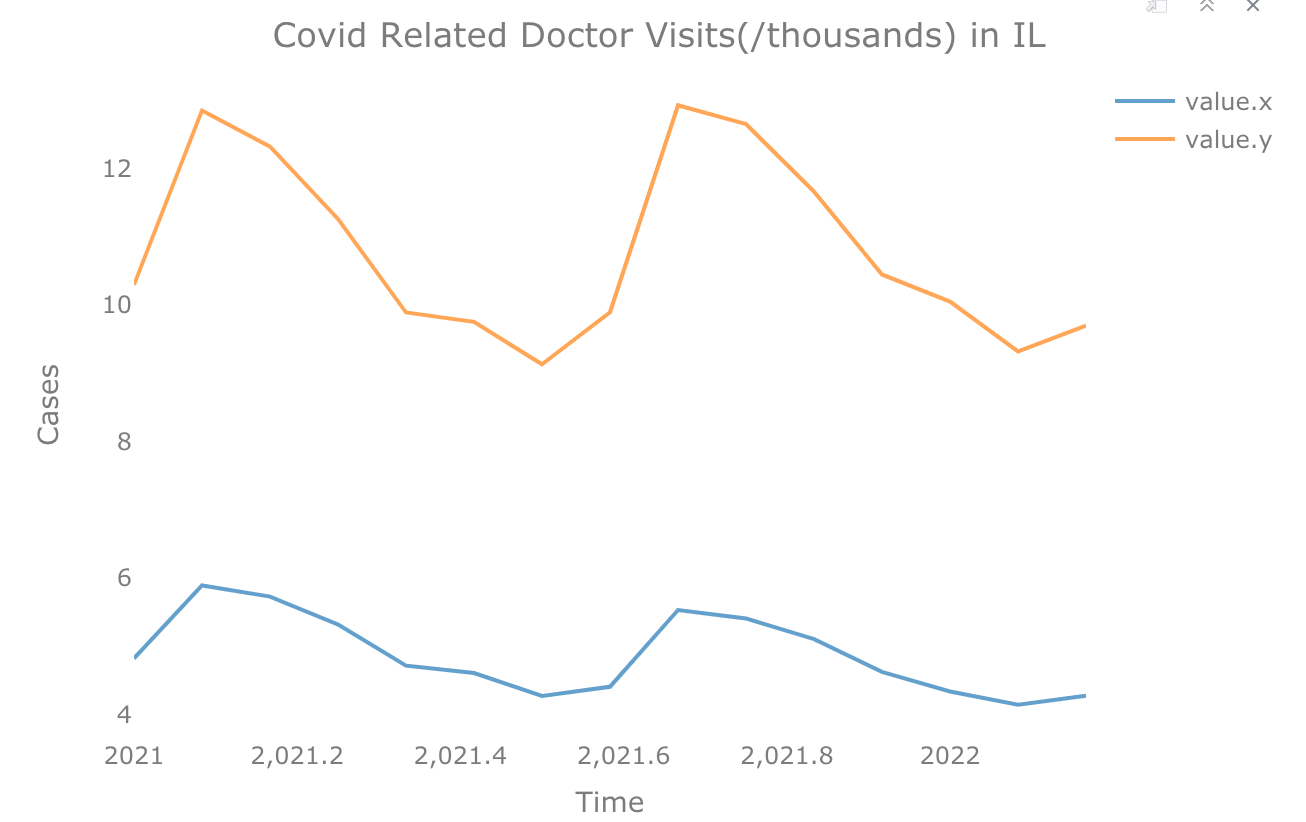 Covid Related Doctor Visits(/thousands) in IL
value.x
value.y
12
10
8
6
4
Cases
2021 2,021.2 2,021.4 2,021.6 2,021.8 2022
Time